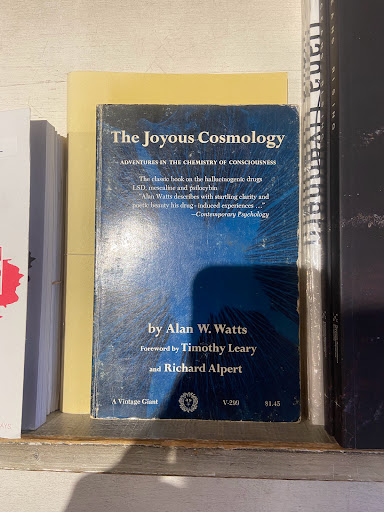 The Joyous Cosmology
ADVENTURES IN THE CHEMISTRY OF CONSCIOUSNESS
The classic book on the hallucinogenic drugs
LSD, mescaline and psilocybin
"Alan Watts describes with startling clarity and
poetic beauty his drug-induced experiences ..."
—Contemporary Psychology
by Alan W. Watts
Foreword by Timothy Leary
and Richard Alpert
A Vintage Giant
V-299
$1.45
RISING